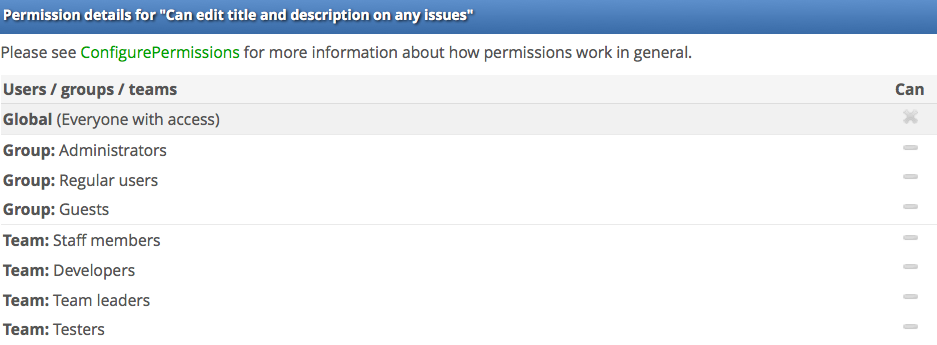 Permission details for "Can edit title and description on any issues"
Please see ConfigurePermissions for more information about how permissions work in general.
Users / groups / teams Can
Global (Everyone with access)
Group: Administrators
Group: Regular users
Group: Guests
Team: Staff members
Team: Developers
Team: Team leaders
Team: Testers